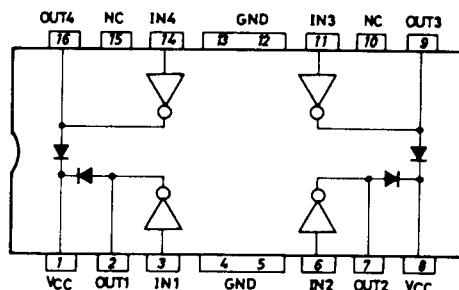 OUT4 NC IN4 GND IN3 NC OUT3
16 15 14 13 12 11 10 9
1 2 3 4 5 6 7 8
VCC OUT1 IN1 GND IN2 OUT2 VCC